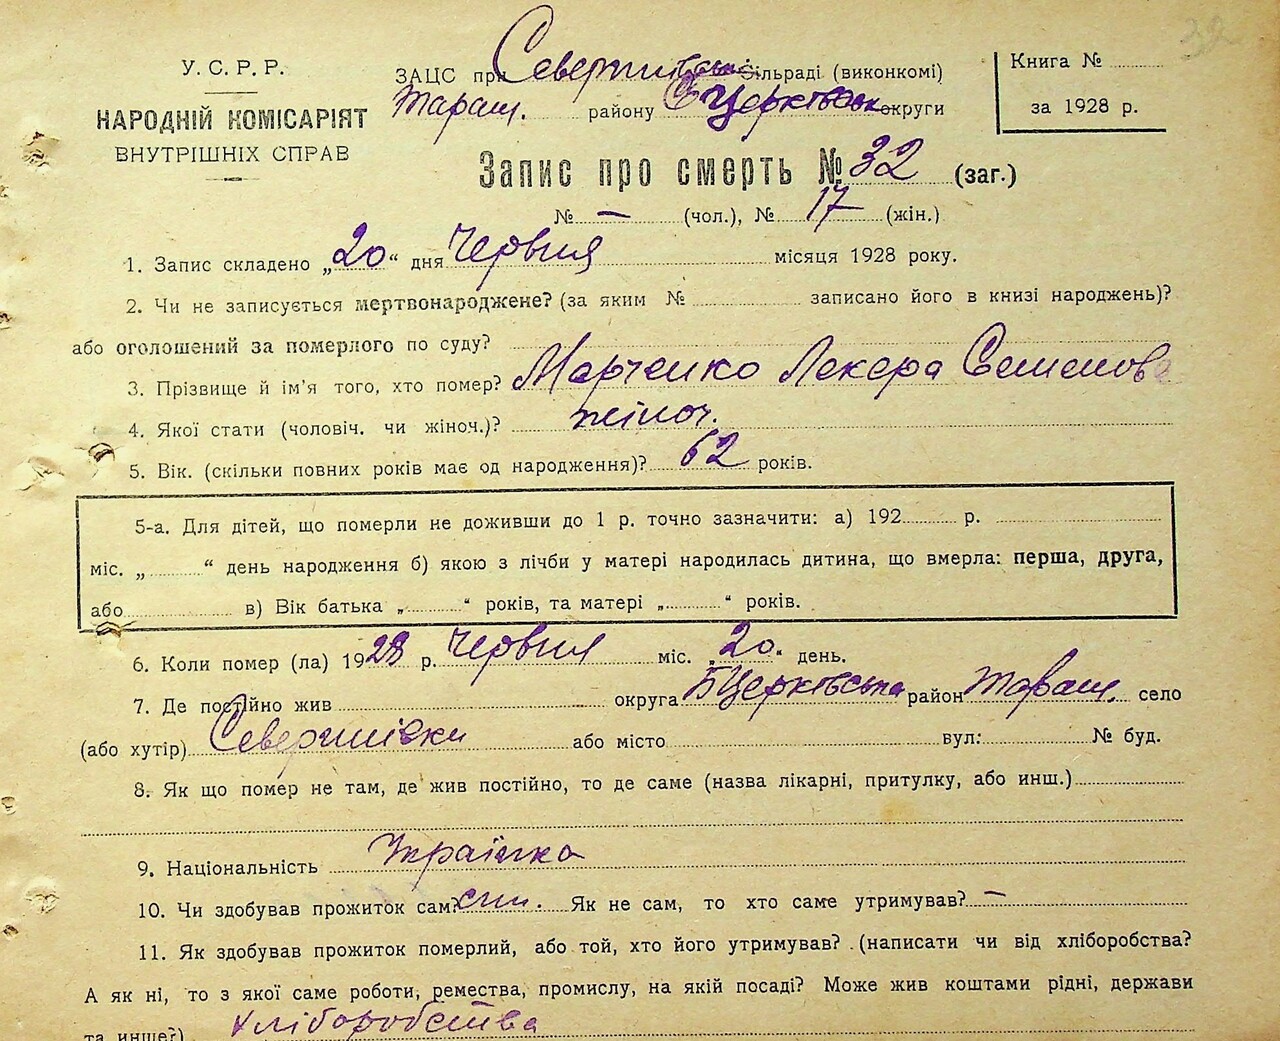 32
У. С. Р. Р.
НАРОДНІЙ КОМІСАРІЯТ
ВНУТРІШНІХ СПРАВ
ЗАЦС при Северинівськ. сільраді (виконкомі)
Таращ. району Б Церківськ округи
Книга №
за 1928 р.
Запис про смерть № 32 (заг.)
№ — (чол.), № 17 (жін.)
1. Запис складено „20“ дня Червня місяця 1928 року.
2. Чи не записується мертвонароджене? (за яким № записано його в книзі народжень)?
або оголошений за померлого по суду?
3. Прізвище й ім'я того, хто помер? Марченко Лекера Семенова
4. Якої стати (чоловіч. чи жіноч.)? жіноч.
5. Вік. (скільки повних років має од народження)? 62 років.
5-а. Для дітей, що померли не доживши до 1 р. точно зазначити: а) 192 р.
міс. „ “ день народження б) якою з лічби у матері народилась дитина, що вмерла: перша, друга,
або в) Вік батька „ “ років, та матері „ “ років.
6. Коли помер (ла) 1928 р. Червня міс. „20.“ день.
7. Де постійно жив округа БЦерківська район Таращ. село
(або хутір) Северинівки або місто вул: № буд.
8. Як що помер не там, де жив постійно, то де саме (назва лікарні, притулку, або инш.)
9. Національність Українка
10. Чи здобував прожиток сам? Як не сам, то хто саме утримував? —
11. Як здобував прожиток померлий, або той, хто його утримував? (написати чи від хліборобства?
А як ні, то з якої саме роботи, ремества, промислу, на якій посаді? Може жив коштами рідні, держави
та инше?) Хліборобства